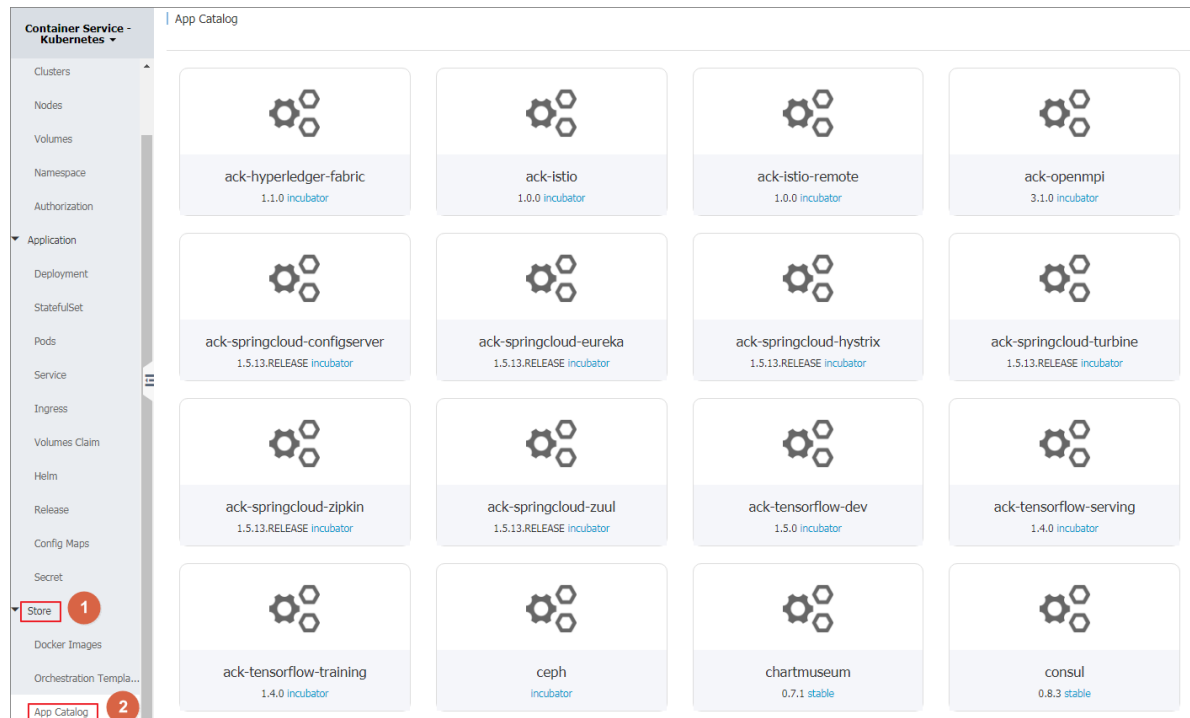 Container Service -
Kubernetes
Clusters
Nodes
Volumes
Namespace
Authorization
Application
Deployment
StatefulSet
Pods
Service
Ingress
Volumes Claim
Helm
Release
Config Maps
Secret
Store
1
Docker Images
Orchestration Templa...
App Catalog
2
App Catalog
ack-hyperledger-fabric
1.1.0 incubator
ack-istio
1.0.0 incubator
ack-istio-remote
1.0.0 incubator
ack-openmpi
3.1.0 incubator
ack-springcloud-configserver
1.5.13.RELEASE incubator
ack-springcloud-eureka
1.5.13.RELEASE incubator
ack-springcloud-hystrix
1.5.13.RELEASE incubator
ack-springcloud-turbine
1.5.13.RELEASE incubator
ack-springcloud-zipkin
1.5.13.RELEASE incubator
ack-springcloud-zuul
1.5.13.RELEASE incubator
ack-tensorflow-dev
1.5.0 incubator
ack-tensorflow-serving
1.4.0 incubator
ack-tensorflow-training
1.4.0 incubator
ceph
incubator
chartmuseum
0.7.1 stable
consul
0.8.3 stable